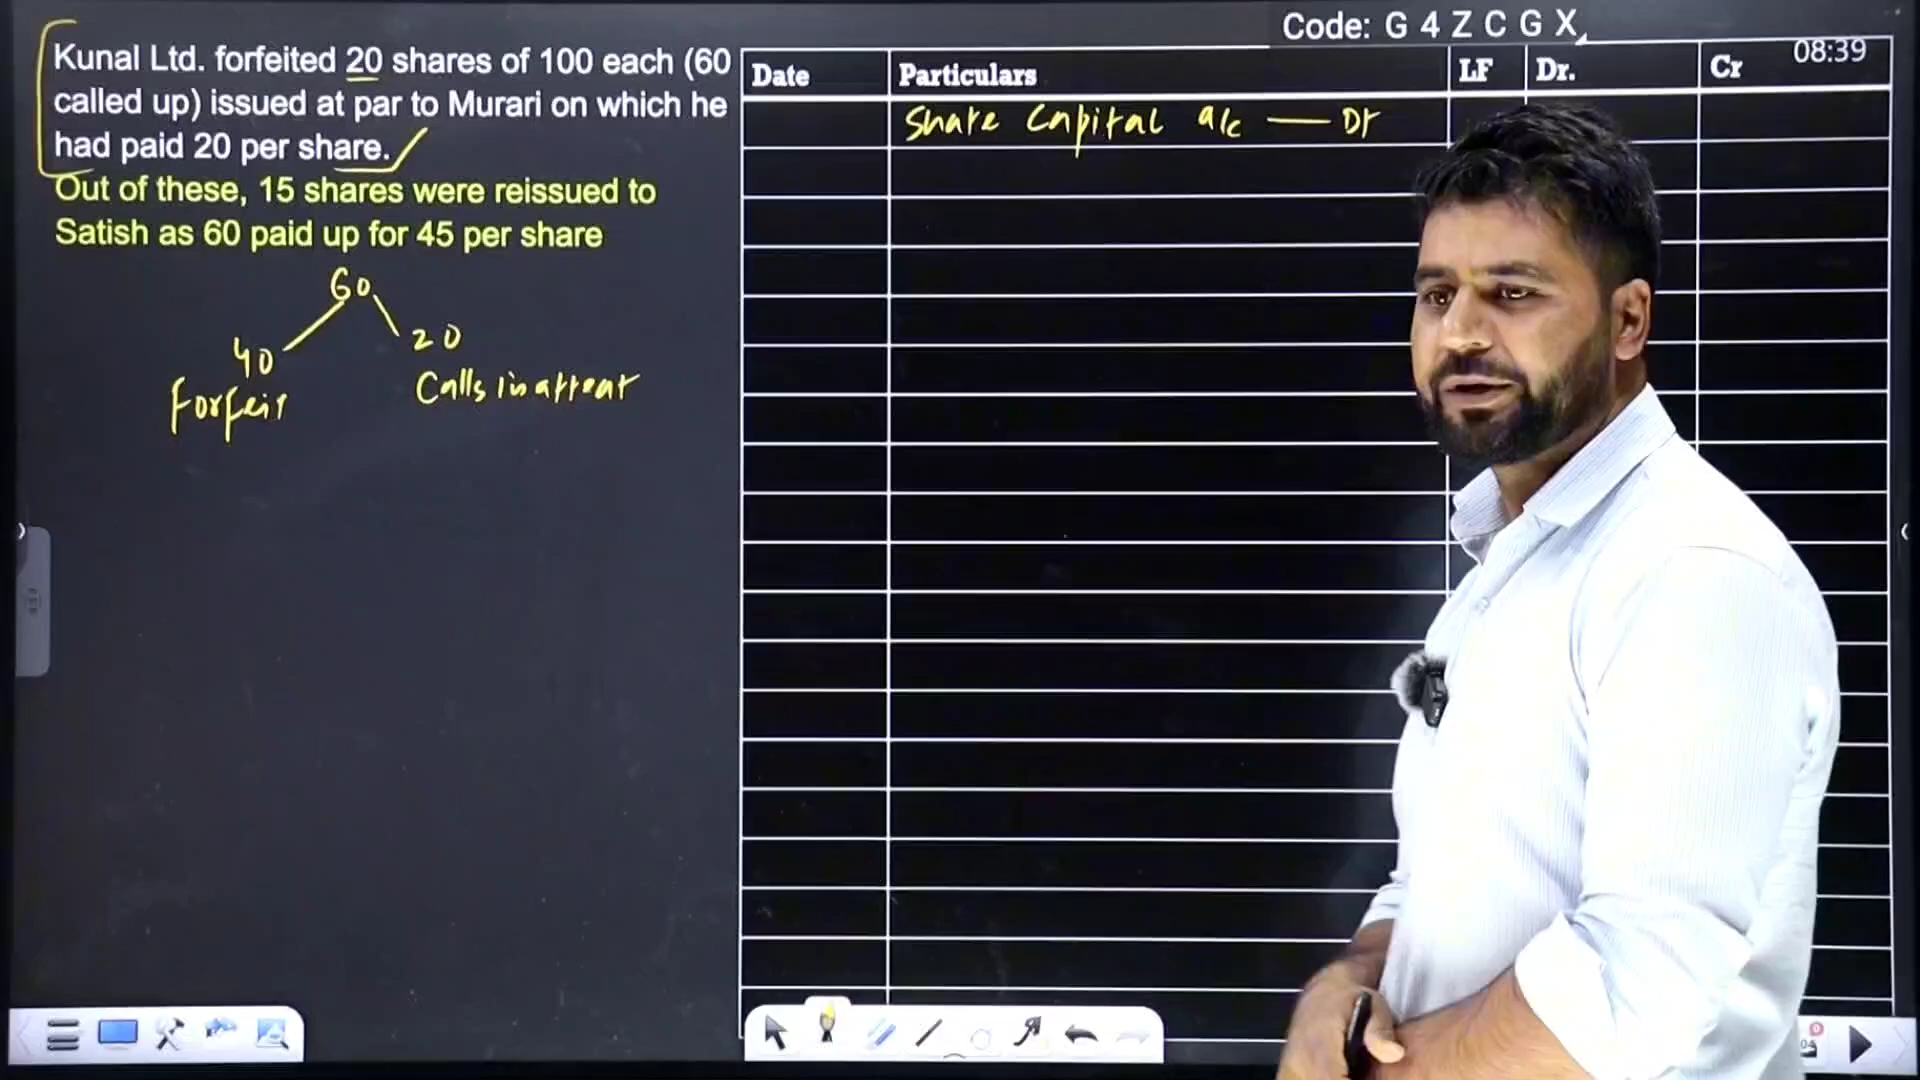 Code: G 4 Z C G X
08:39
Kunal Ltd. forfeited 20 shares of 100 each (60
called up) issued at par to Murari on which he
had paid 20 per share.
Out of these, 15 shares were reissued to
Satish as 60 paid up for 45 per share
60
40 20
Forfeit Calls in arrear
Date Particulars LF Dr. Cr
Share Capital a/c — Dr